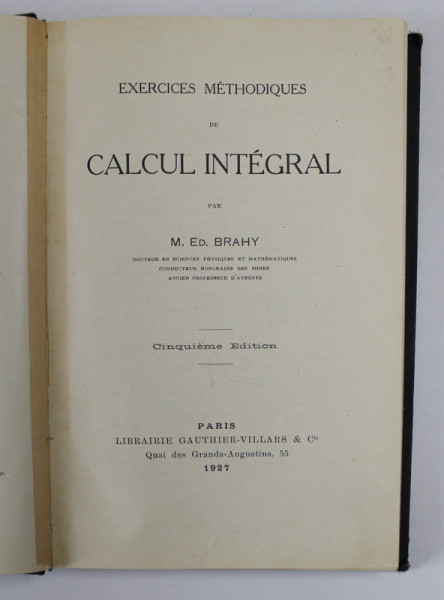 EXERCICES MÉTHODIQUES
DE
CALCUL INTÉGRAL
PAR
M. ED. BRAHY
DOCTEUR EN SCIENCES PHYSIQUES ET MATHÉMATIQUES
CONDUCTEUR HONORAIRE DES MINES
ANCIEN PROFESSEUR D'ATHÉNÉE
Cinquième Edition
PARIS
LIBRAIRIE GAUTHIER-VILLARS & Cie
Quai des Grands-Augustins, 55
1927